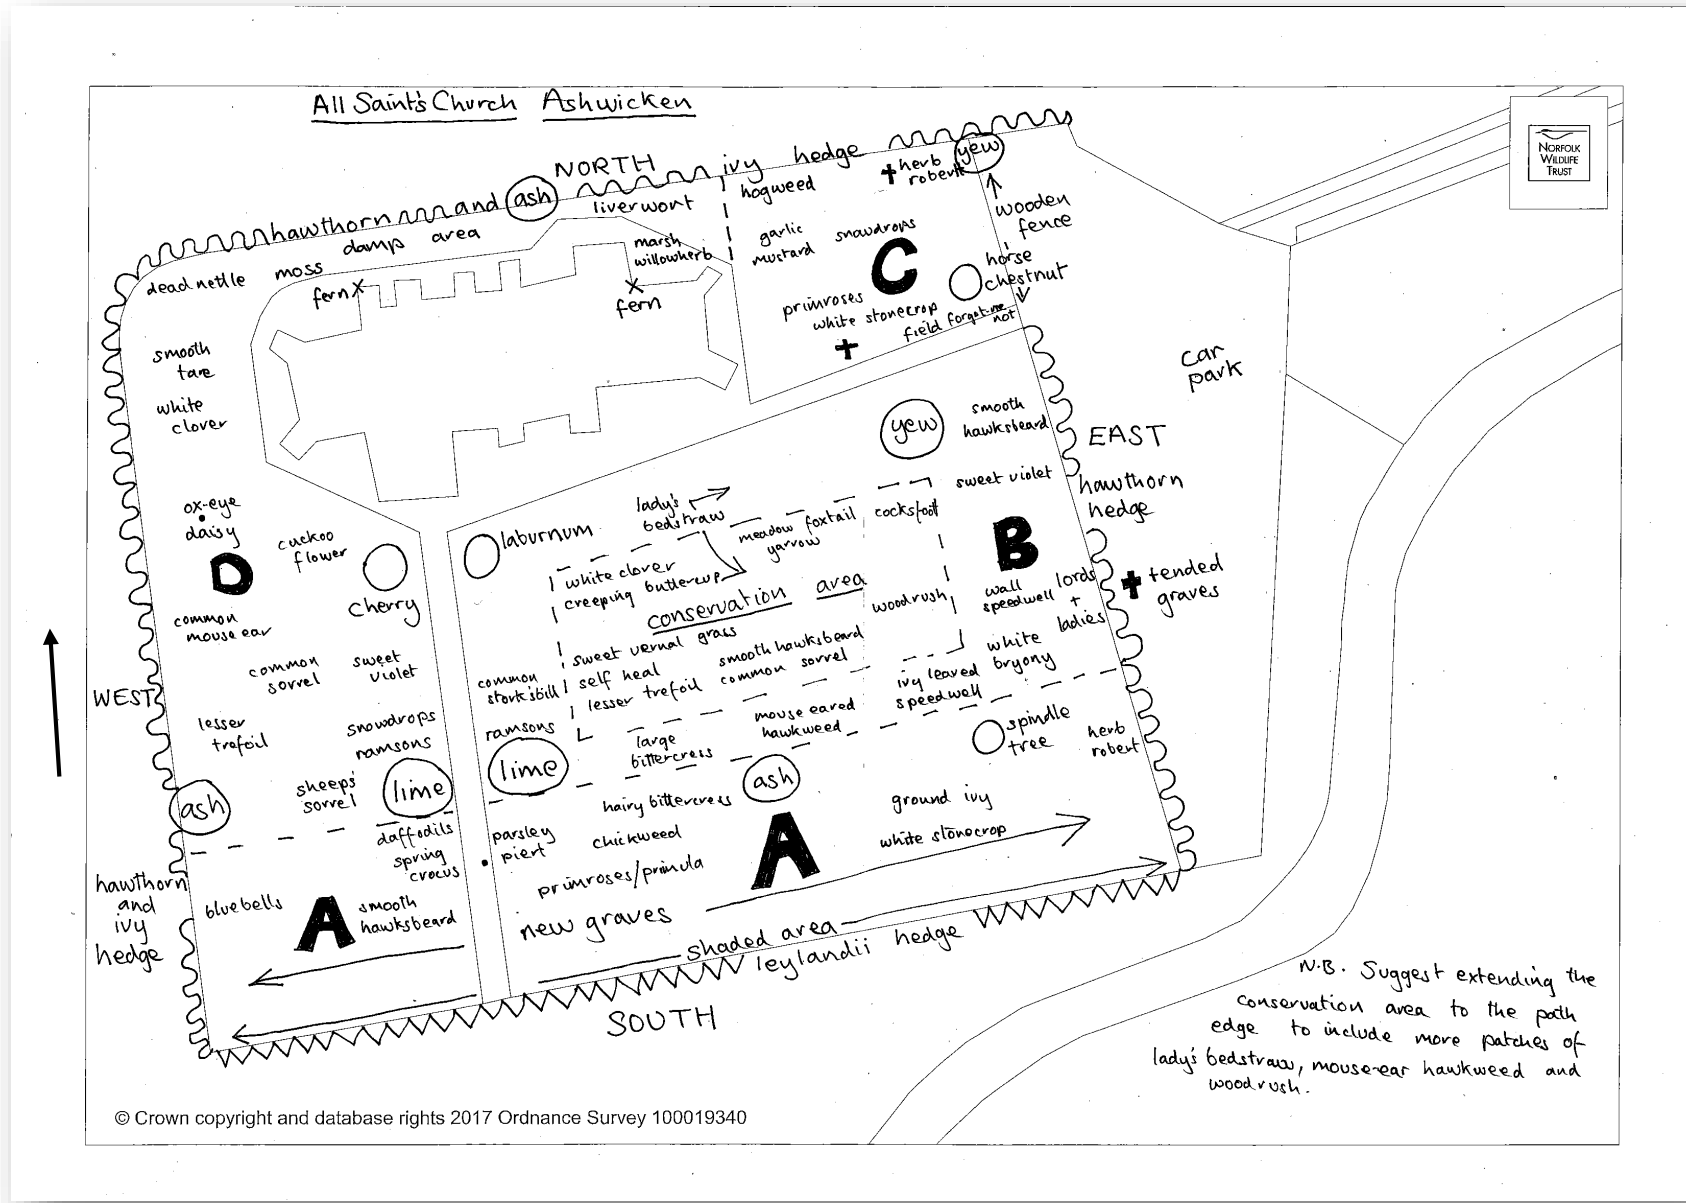 All Saint's Church Ashwicken
NORFOLK
WILDLIFE
TRUST
NORTH
hawthorn and ash ivy hedge
yew
herb
robert
hogweed
liverwort
damp area
dead nettle moss
fern X
marsh
willowherb
X
fern
garlic
mustard
snowdrops
C
wooden
fence
horse
chestnut
primroses
white stonecrop
field forget-me
not
smooth
tare
white
clover
car
park
yew
smooth
hawksbeard
EAST
sweet violet
hawthorn
hedge
ox-eye
daisy
cuckoo
flower
D
cherry
common
mouse ear
common
sorrel
sweet
violet
WEST
lesser
trefoil
snowdrops
ramsons
sheeps'
sorrel
ash
lime
laburnum
lady's
bedstraw
meadow foxtail
yarrow
cocksfoot
B
white clover
creeping buttercup
conservation area
woodrush
wall
speedwell
lords
+
ladies
tended
graves
sweet vernal grass
self heal
lesser trefoil
smooth hawksbeard
common sorrel
common
stork'sbill
ramsons
white
bryony
ivy leaved
speedwell
mouse eared
hawkweed
large
bittercress
lime
spindle
tree
herb
robert
ash
hairy bittercress
ground ivy
white stonecrop
daffodils
spring
crocus
parsley
piert
chickweed
A
primroses/primula
new graves
hawthorn
and
ivy
hedge
bluebells
A
smooth
hawksbeard
shaded area
leylandii hedge
SOUTH
N.B. Suggest extending the
conservation area to the path
edge to include more patches of
lady's bedstraw, mouse-ear hawkweed and
woodrush.
© Crown copyright and database rights 2017 Ordnance Survey 100019340